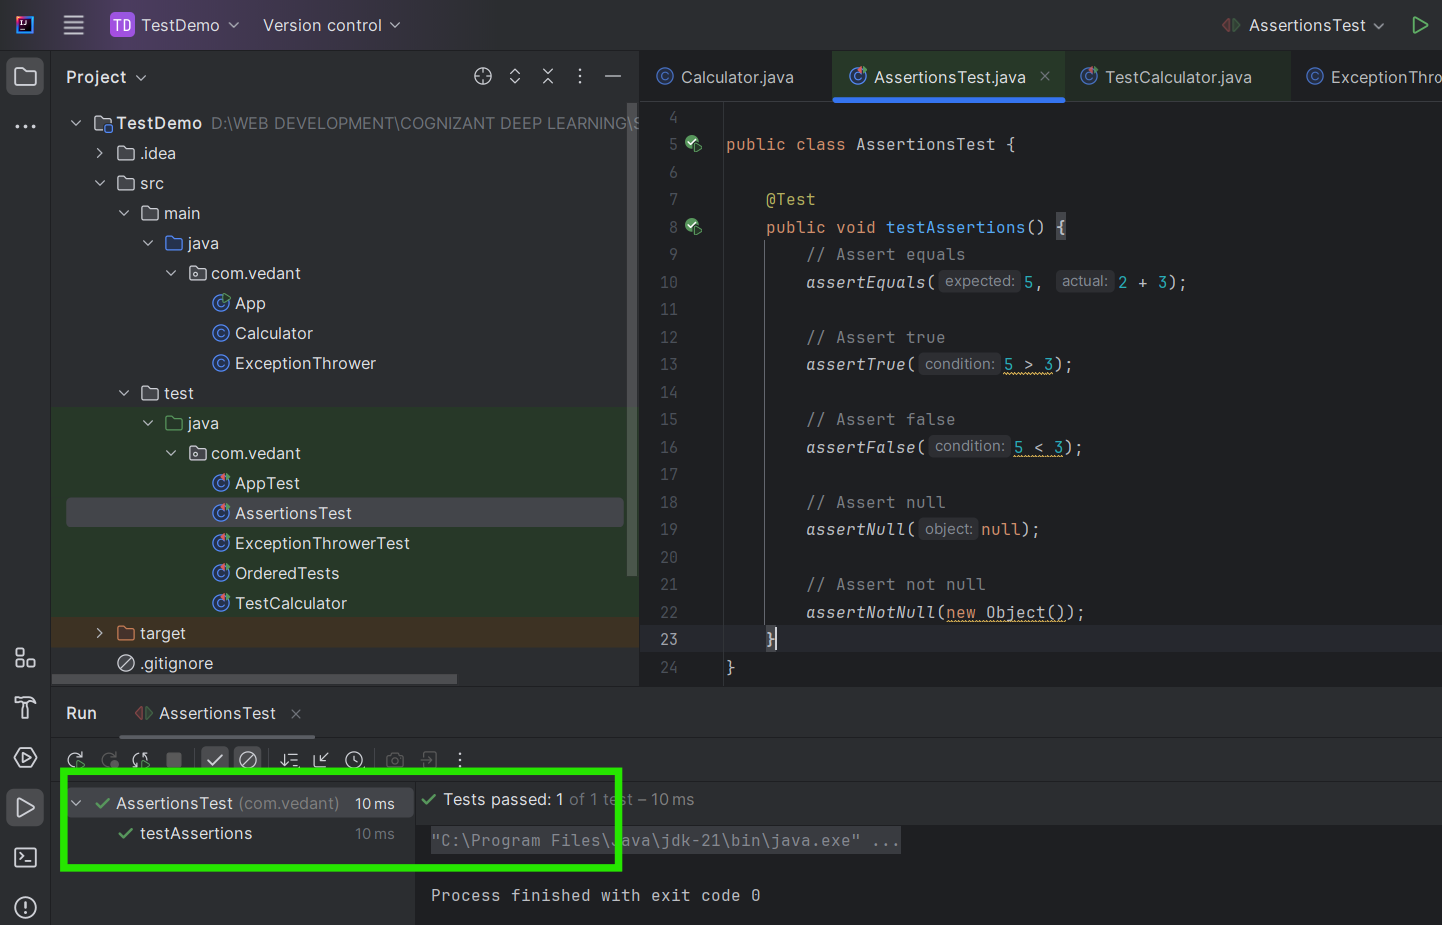 TD TestDemo Version control AssertionsTest
Project
Calculator.java AssertionsTest.java TestCalculator.java ExceptionThro
TestDemo D:\WEB DEVELOPMENT\COGNIZANT DEEP LEARNING\S
.idea
src
main
java
com.vedant
App
Calculator
ExceptionThrower
test
java
com.vedant
AppTest
AssertionsTest
ExceptionThrowerTest
OrderedTests
TestCalculator
target
.gitignore
4
5 public class AssertionsTest {
6
7 @Test
8 public void testAssertions() {
9 // Assert equals
10 assertEquals( expected: 5, actual: 2 + 3);
11
12 // Assert true
13 assertTrue( condition: 5 > 3);
14
15 // Assert false
16 assertFalse( condition: 5 < 3);
17
18 // Assert null
19 assertNull( object: null);
20
21 // Assert not null
22 assertNotNull(new Object());
23 }
24 }
Run AssertionsTest
AssertionsTest (com.vedant) 10 ms
testAssertions 10 ms
Tests passed: 1 of 1 test – 10 ms
"C:\Program Files\Java\jdk-21\bin\java.exe" ...
Process finished with exit code 0